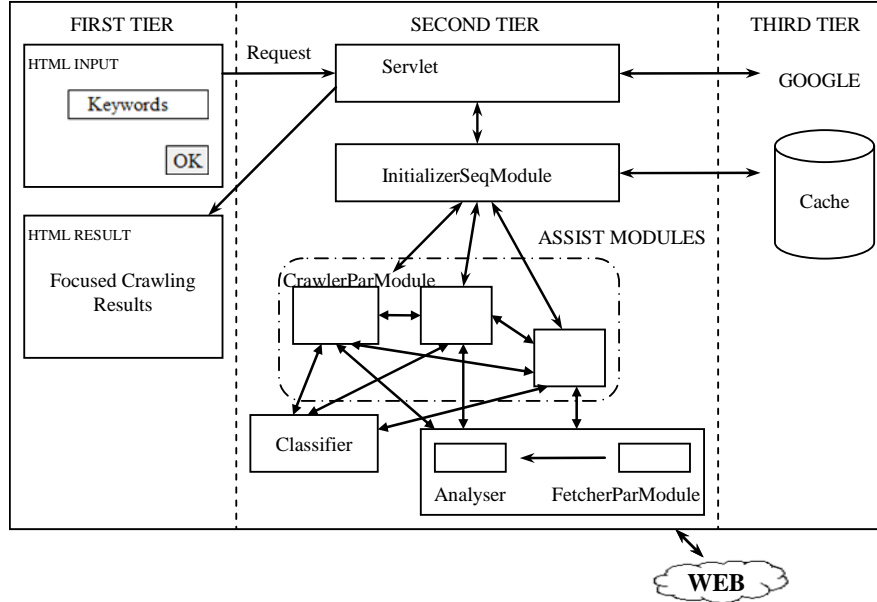 FIRST TIER
SECOND TIER
THIRD TIER
HTML INPUT
Keywords
OK
Request
Servlet
GOOGLE
InitializerSeqModule
Cache
HTML RESULT
Focused Crawling
Results
ASSIST MODULES
CrawlerParModule
Classifier
Analyser
FetcherParModule
WEB